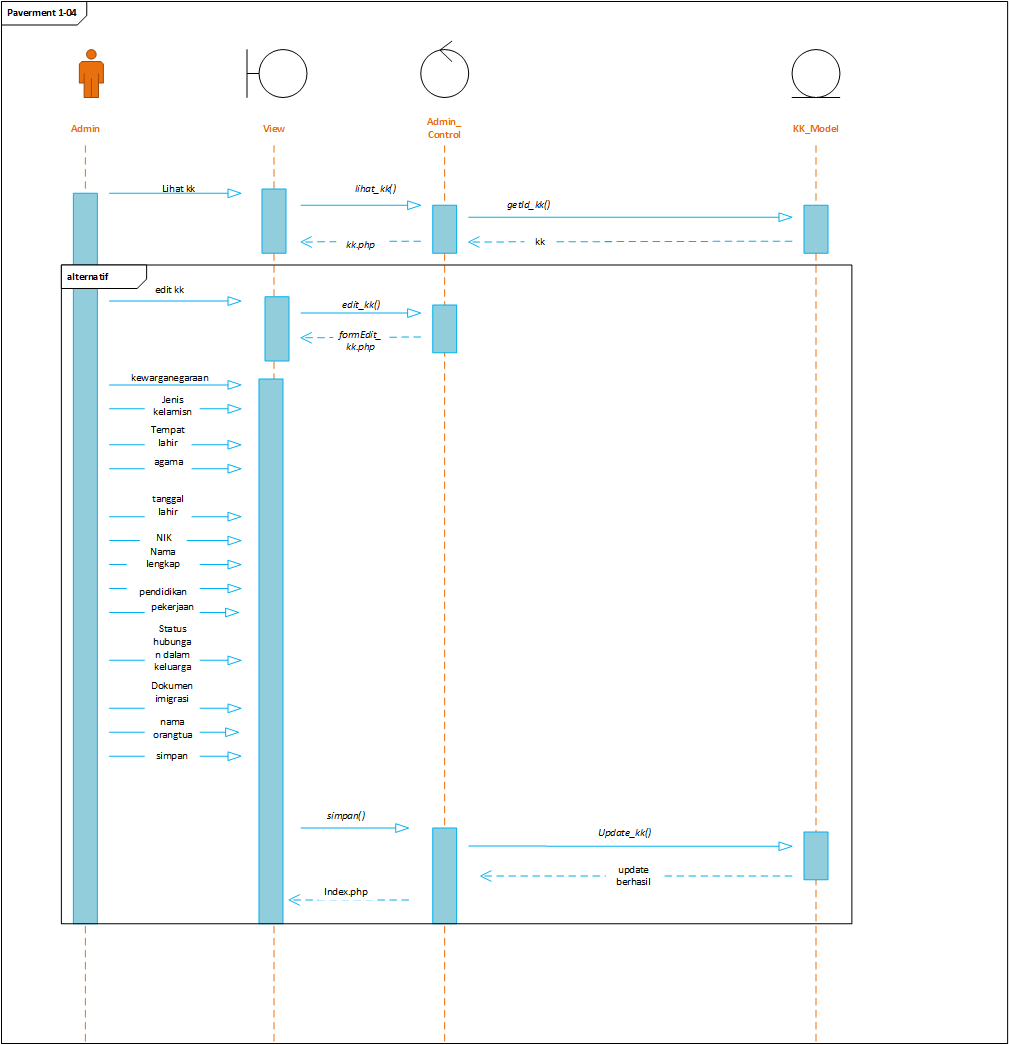 Paverment 1-04
Admin
View
Admin_
Control
KK_Model
Lihat kk
lihat_kk()
getId_kk()
kk.php
kk
alternatif
edit kk
edit_kk()
formEdit_
kk.php
kewarganegaraan
Jenis
kelamisn
Tempat
lahir
agama
tanggal
lahir
NIK
Nama
lengkap
pendidikan
pekerjaan
Status
hubunga
n dalam
keluarga
Dokumen
imigrasi
nama
orangtua
simpan
simpan()
Update_kk()
update
berhasil
Index.php